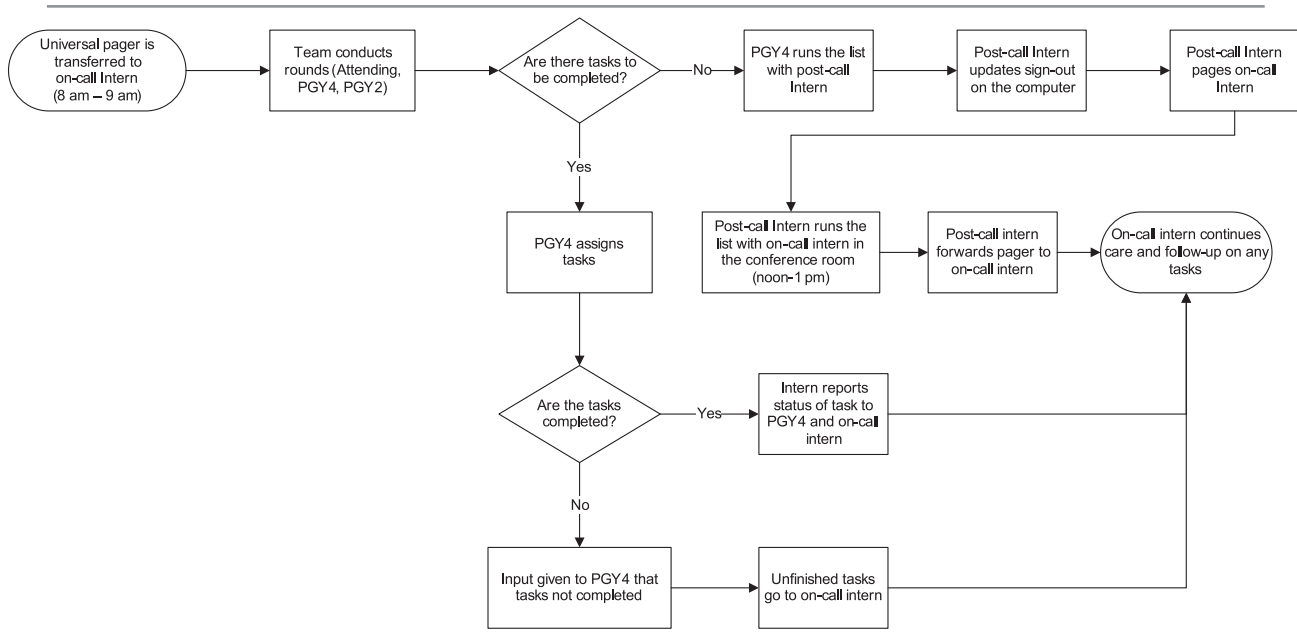 Universal pager is
transferred to
on-call Intern
(8 am – 9 am)
Team conducts
rounds (Attending,
PGY4, PGY2)
Are there tasks to
be completed?
No
PGY4 runs the list
with post-call
Intern
Post-call Intern
updates sign-out
on the computer
Post-call Intern
pages on-call
Intern
Yes
PGY4 assigns
tasks
Post-call Intern runs the
list with on-call intern in
the conference room
(noon-1 pm)
Post-call intern
forwards pager to
on-call intern
On-call intern continues
care and follow-up on any
tasks
Are the tasks
completed?
Yes
Intern reports
status of task to
PGY4 and on-call
intern
No
Input given to PGY4 that
tasks not completed
Unfinished tasks
go to on-call intern